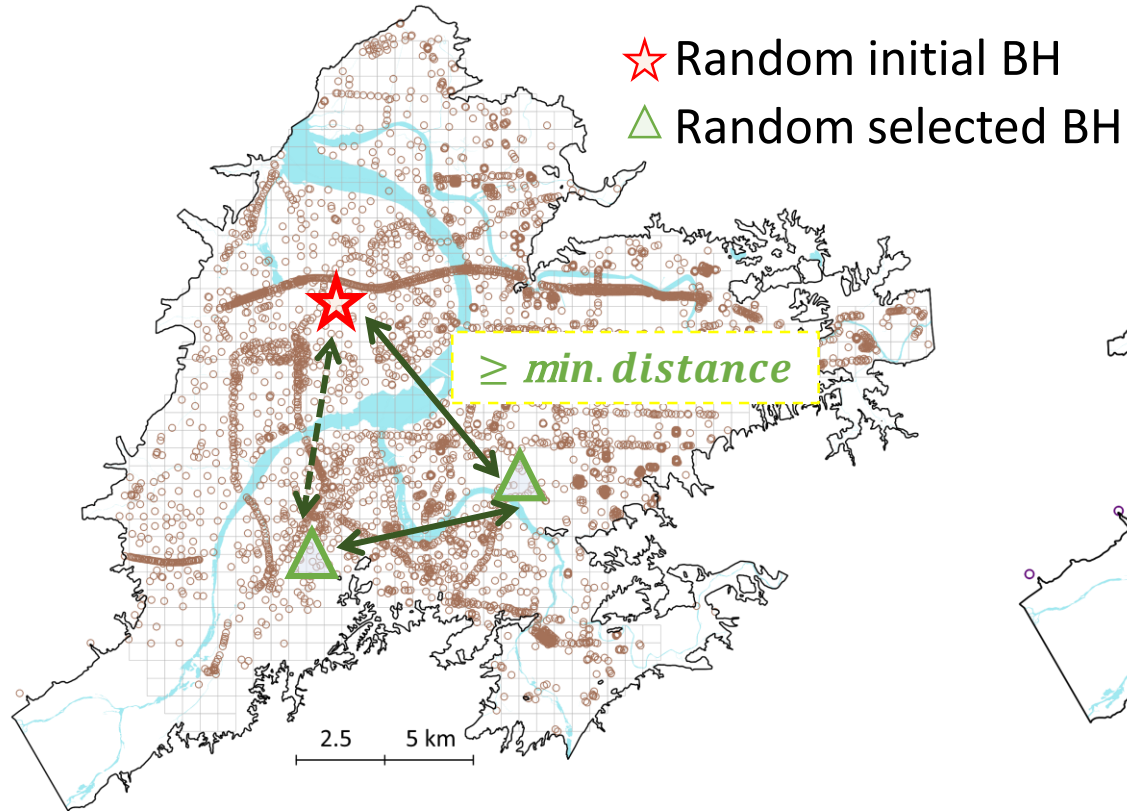 Random initial BH
Random selected BH
≥ min. distance
2.5 5 km